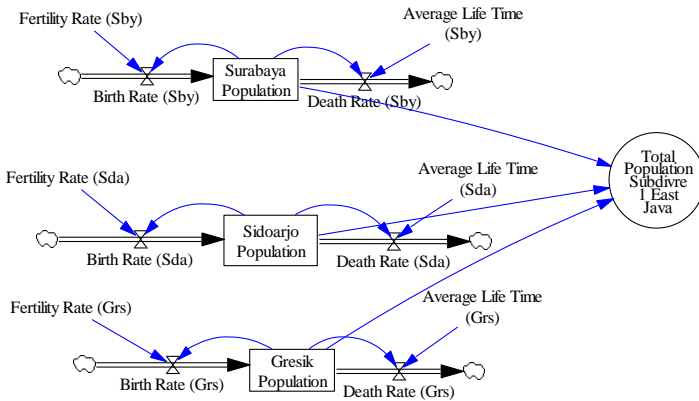 Fertility Rate (Sby)
Average Life Time
(Sby)
Surabaya
Population
Birth Rate (Sby)
Death Rate (Sby)
Total
Population
Subdivre
1 East
Java
Fertility Rate (Sda)
Average Life Time
(Sda)
Sidoarjo
Population
Birth Rate (Sda)
Death Rate (Sda)
Fertility Rate (Grs)
Average Life Time
(Grs)
Gresik
Population
Birth Rate (Grs)
Death Rate (Grs)